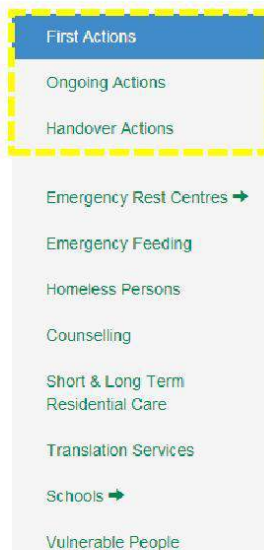 First Actions
Ongoing Actions
Handover Actions
Emergency Rest Centres ➔
Emergency Feeding
Homeless Persons
Counselling
Short & Long Term
Residential Care
Translation Services
Schools ➔
Vulnerable People